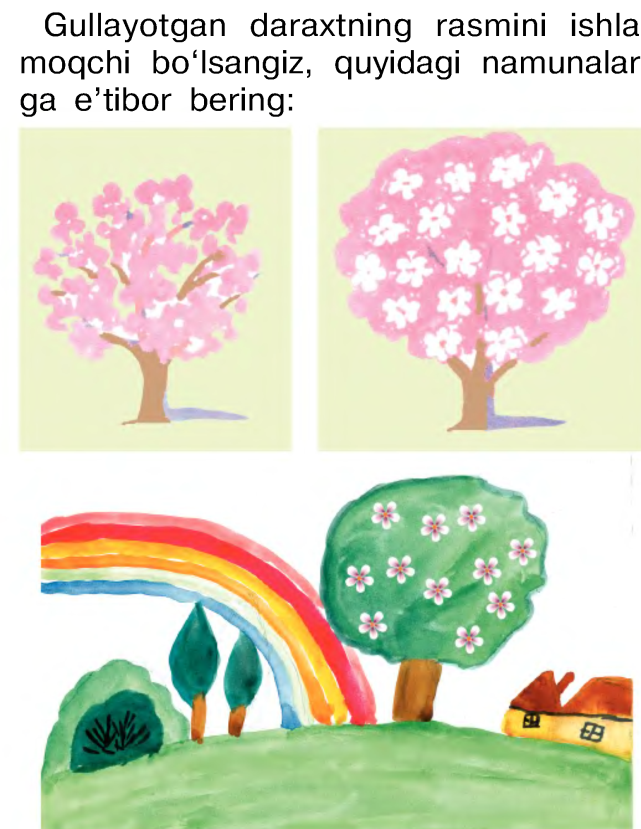 Gullayotgan daraxtning rasmini ishla
moqchi bo‘lsangiz, quyidagi namunalar
ga e’tibor bering: